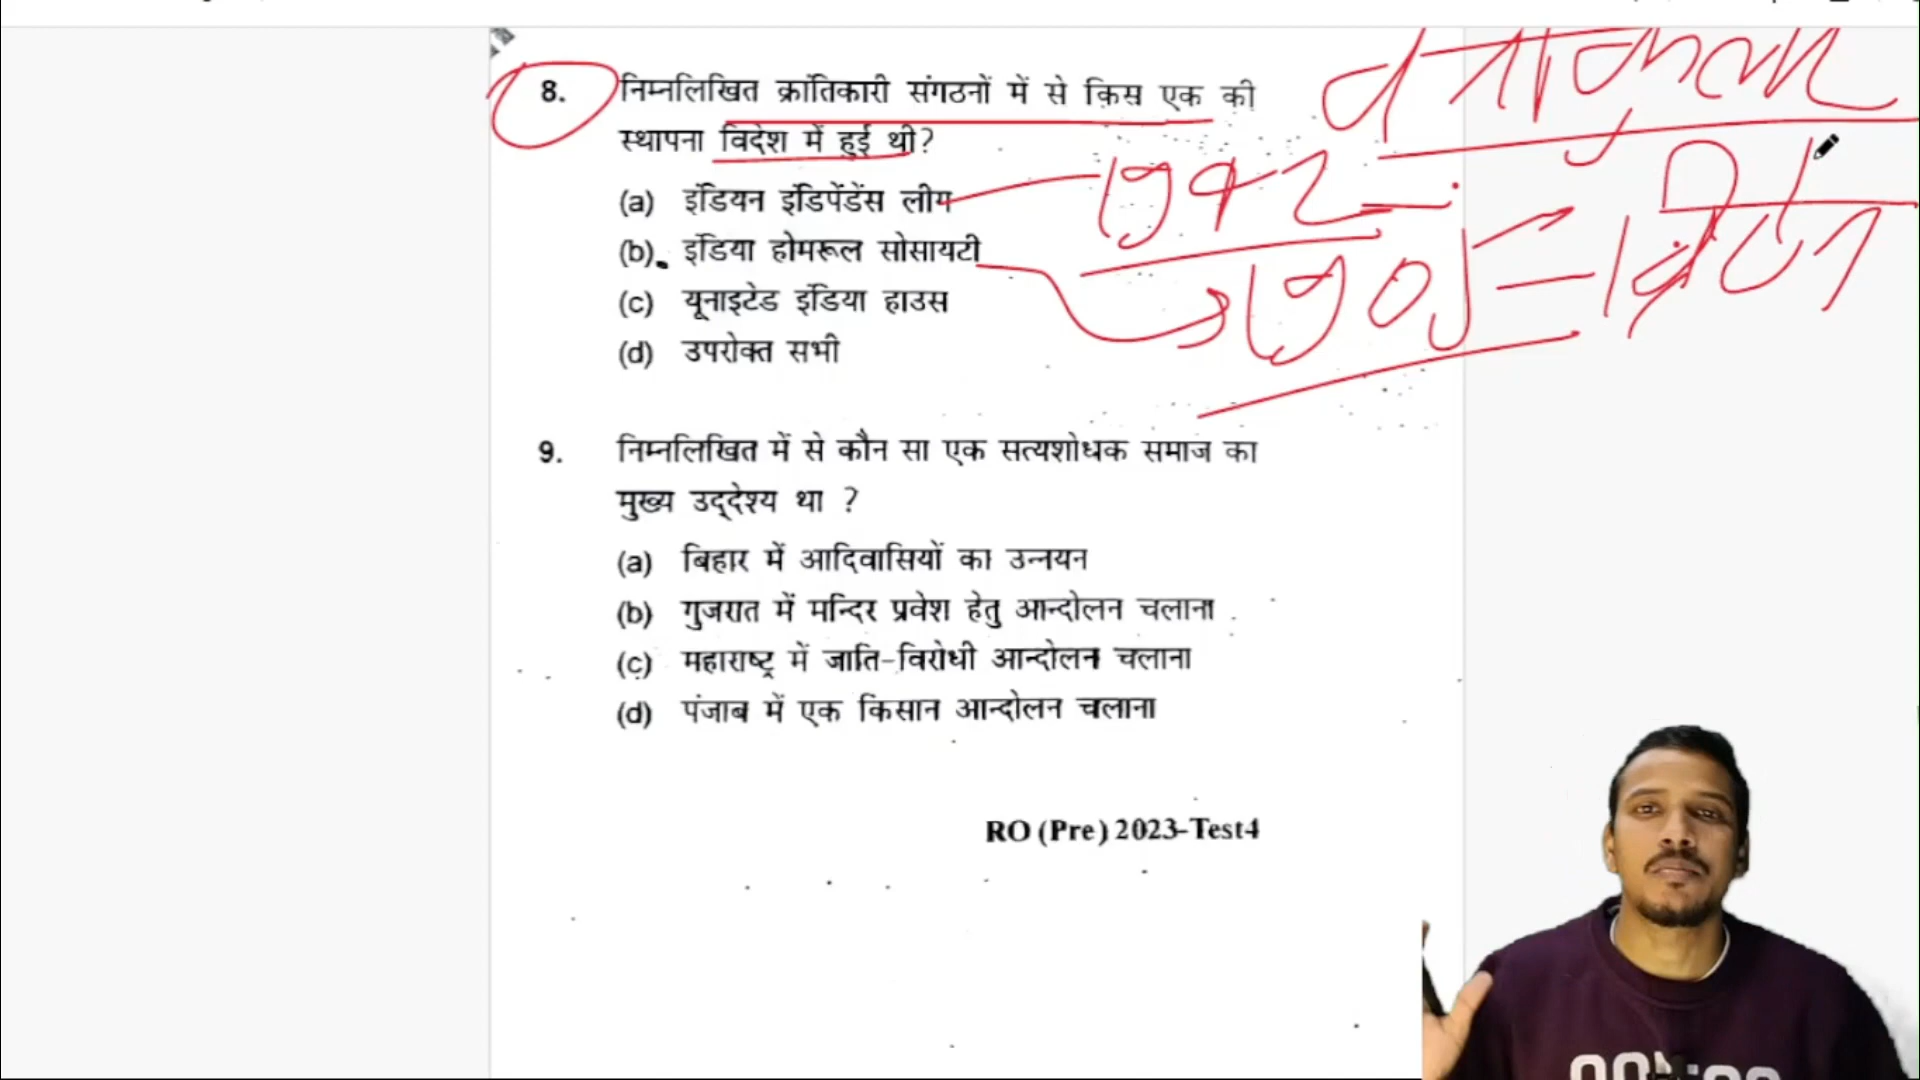 8. निम्नलिखित क्रांतिकारी संगठनों में से किस एक की
स्थापना विदेश में हुई थी?
(a) इंडियन इंडिपेंडेंस लीग
1942
(b). इंडिया होमरूल सोसायटी
1905 = ब्रिटेन
(c) यूनाइटेड इंडिया हाउस
(d) उपरोक्त सभी
9. निम्नलिखित में से कौन सा एक सत्यशोधक समाज का
मुख्य उद्देश्य था ?
(a) बिहार में आदिवासियों का उन्नयन
(b) गुजरात में मन्दिर प्रवेश हेतु आन्दोलन चलाना
(c) महाराष्ट्र में जाति-विरोधी आन्दोलन चलाना
(d) पंजाब में एक किसान आन्दोलन चलाना
RO (Pre) 2023-Test4